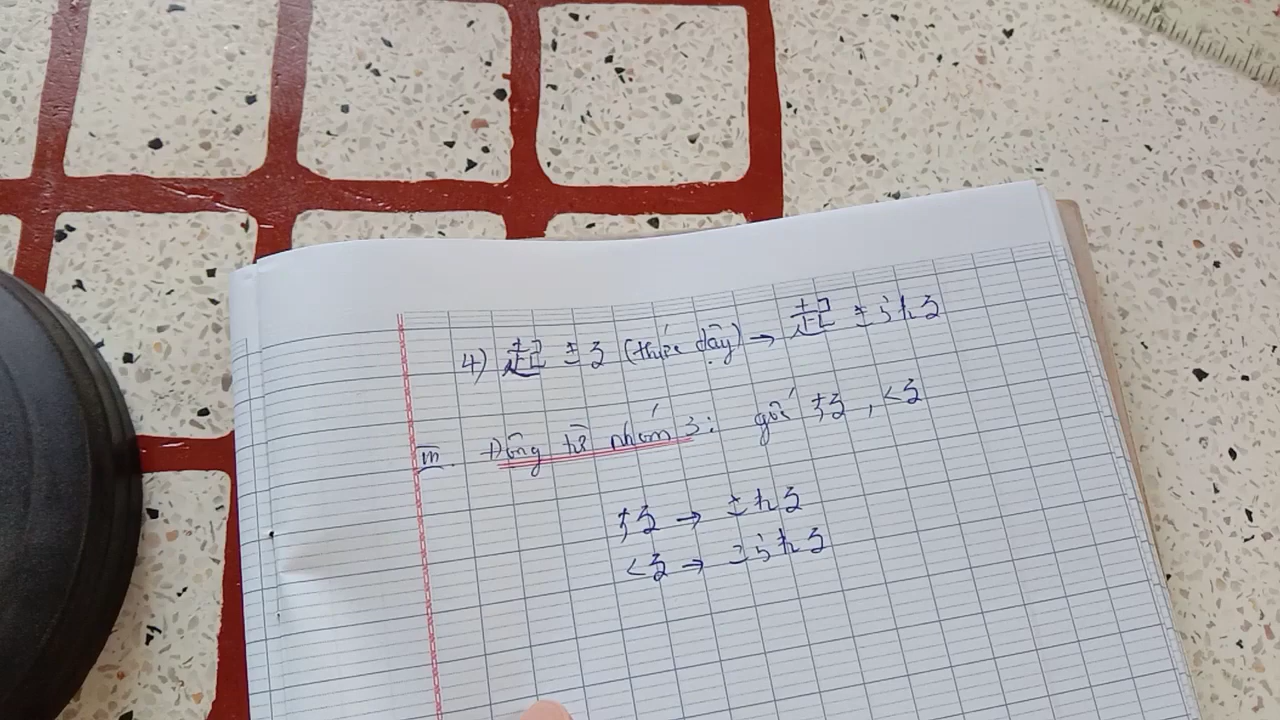 4) 起きる (thức dậy) → 起きられる
III. Động từ nhóm 3: gồm する, くる
する → される
くる → こられる